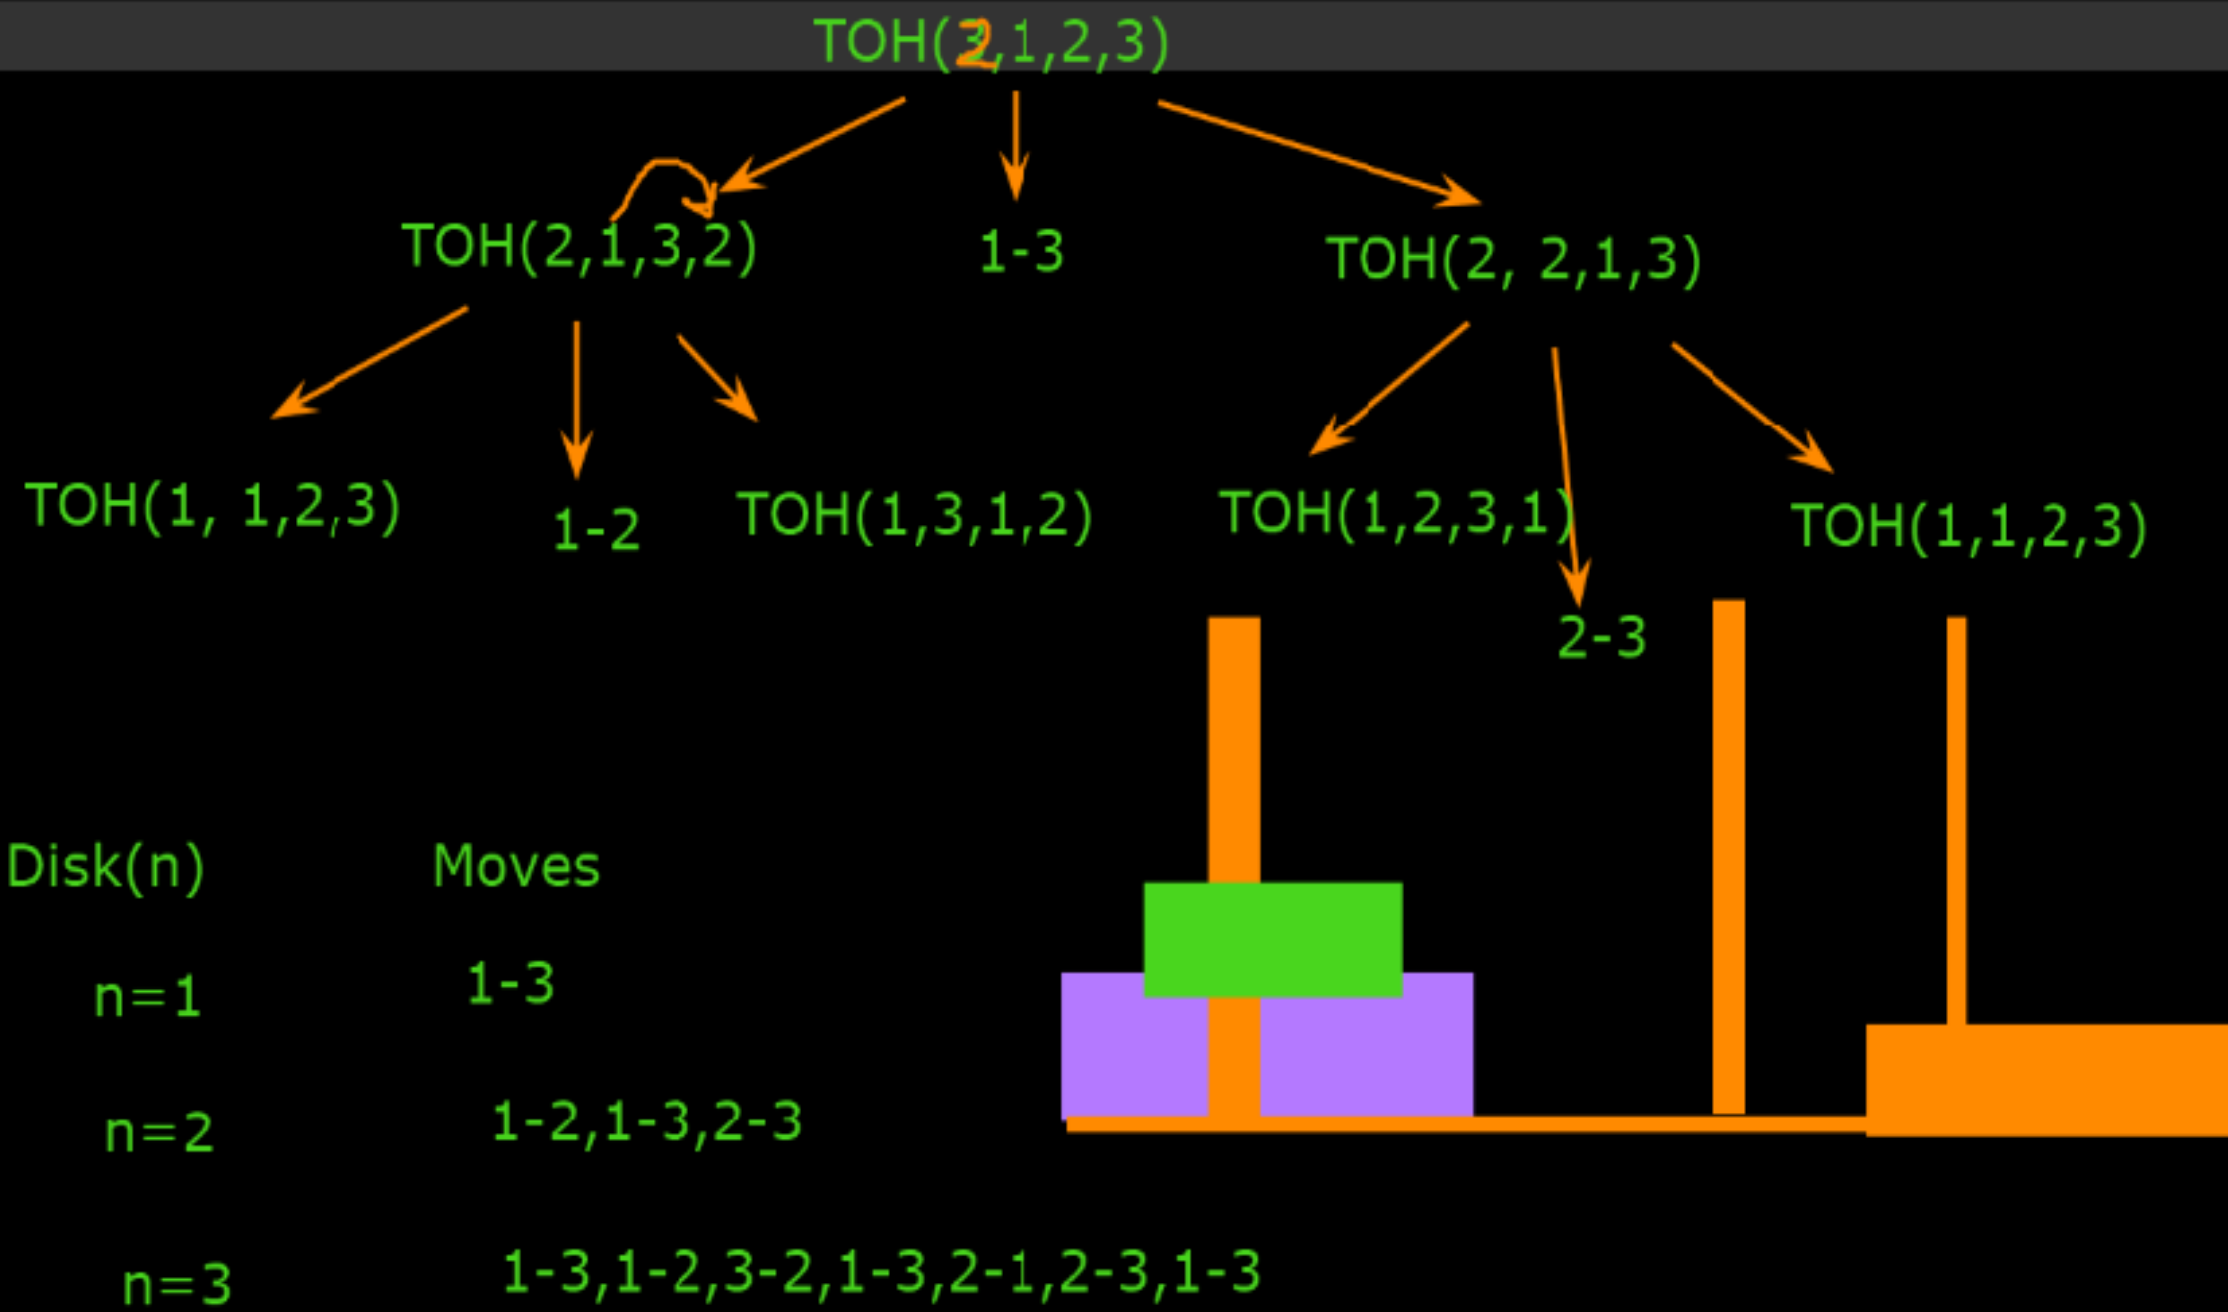 TOH(3,1,2,3)
2
TOH(2,1,3,2)
1-3
TOH(2, 2,1,3)
TOH(1, 1,2,3)
1-2
TOH(1,3,1,2)
TOH(1,2,3,1)
TOH(1,1,2,3)
2-3
Disk(n) Moves
n=1 1-3
n=2 1-2,1-3,2-3
n=3 1-3,1-2,3-2,1-3,2-1,2-3,1-3